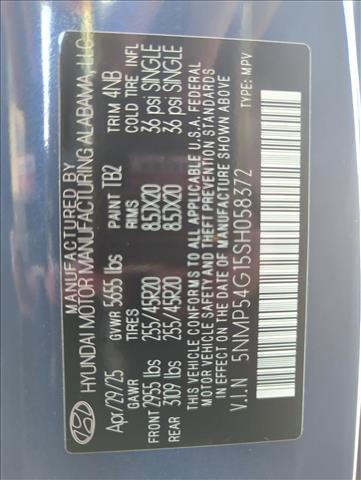 MANUFACTURED BY
HYUNDAI MOTOR MANUFACTURING ALABAMA, LLC
Apr/29/25 GVWR 5655 lbs PAINT TB2 TRIM 4NB
GAWR TIRES RIMS COLD TIRE INFL
FRONT 2955 lbs 255/45R20 8.5JX20 36 psi SINGLE
REAR 3109 lbs 255/45R20 8.5JX20 36 psi SINGLE
THIS VEHICLE CONFORMS TO ALL APPLICABLE U.S.A. FEDERAL
MOTOR VEHICLE SAFETY AND THEFT PREVENTION STANDARDS
IN EFFECT ON THE DATE OF MANUFACTURE SHOWN ABOVE.
V.I.N 5NMP54G15SH058372 TYPE: MPV